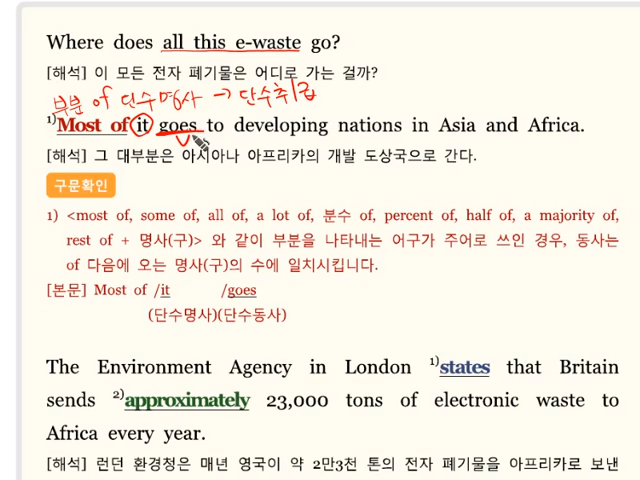 Where does all this e-waste go?
[해석] 이 모든 전자 폐기물은 어디로 가는 걸까?
부분 of 단수명사 → 단수취급
1)Most of it goes to developing nations in Asia and Africa.
[해석] 그 대부분은 아시아나 아프리카의 개발 도상국으로 간다.
구문확인
1) <most of, some of, all of, a lot of, 분수 of, percent of, half of, a majority of,
rest of + 명사(구)> 와 같이 부분을 나타내는 어구가 주어로 쓰인 경우, 동사는
of 다음에 오는 명사(구)의 수에 일치시킵니다.
[본문] Most of /it /goes
(단수명사)(단수동사)
The Environment Agency in London 1)states that Britain
sends 2)approximately 23,000 tons of electronic waste to
Africa every year.
[해석] 런던 환경청은 매년 영국이 약 2만3천 톤의 전자 폐기물을 아프리카로 보낸